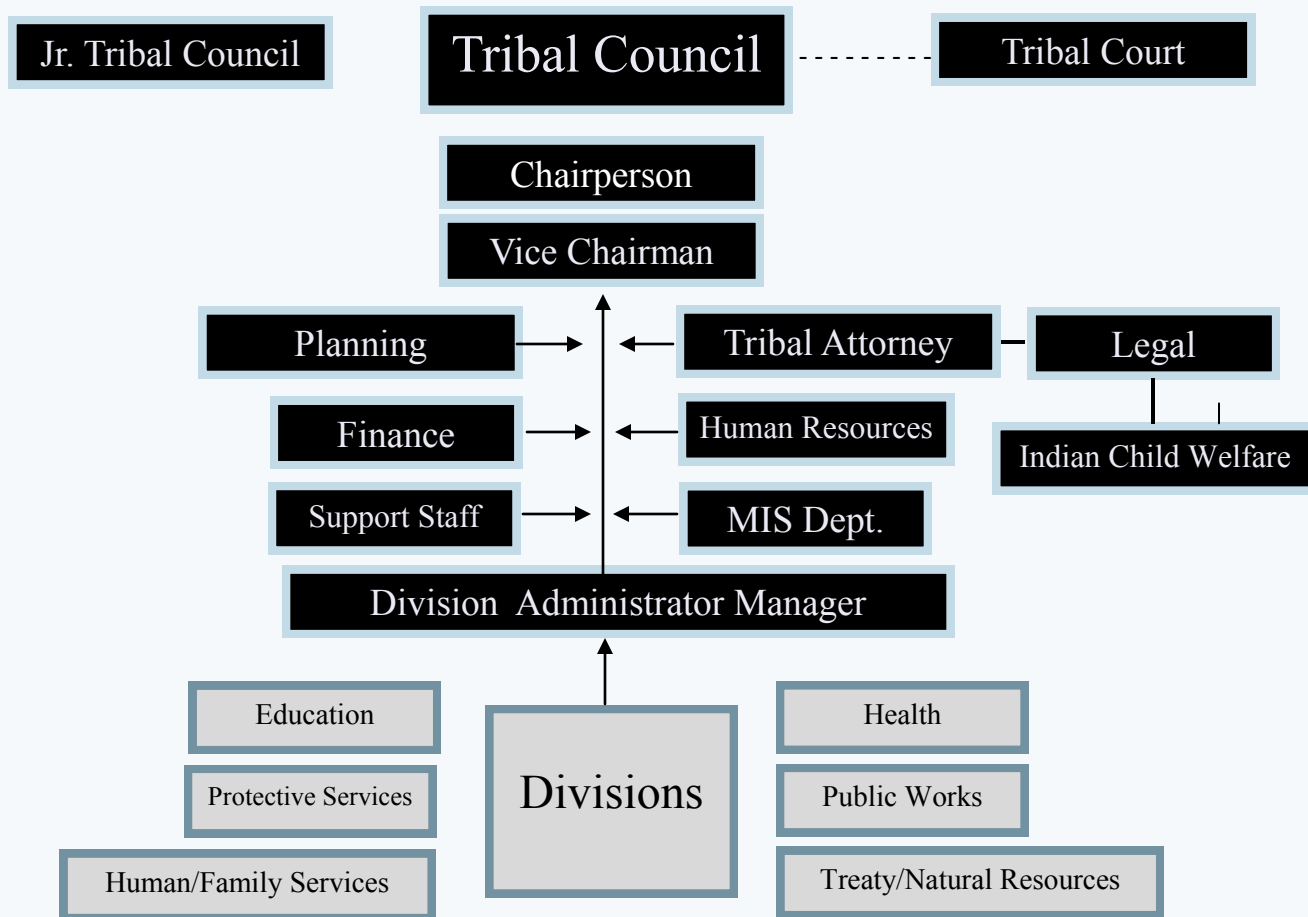 Jr. Tribal Council
Tribal Council
Tribal Court
Chairperson
Vice Chairman
Planning
Tribal Attorney
Legal
Finance
Human Resources
Indian Child Welfare
Support Staff
MIS Dept.
Division  Administrator Manager
Education
Health
Divisions
Protective Services
Public Works
Human/Family Services
Treaty/Natural Resources